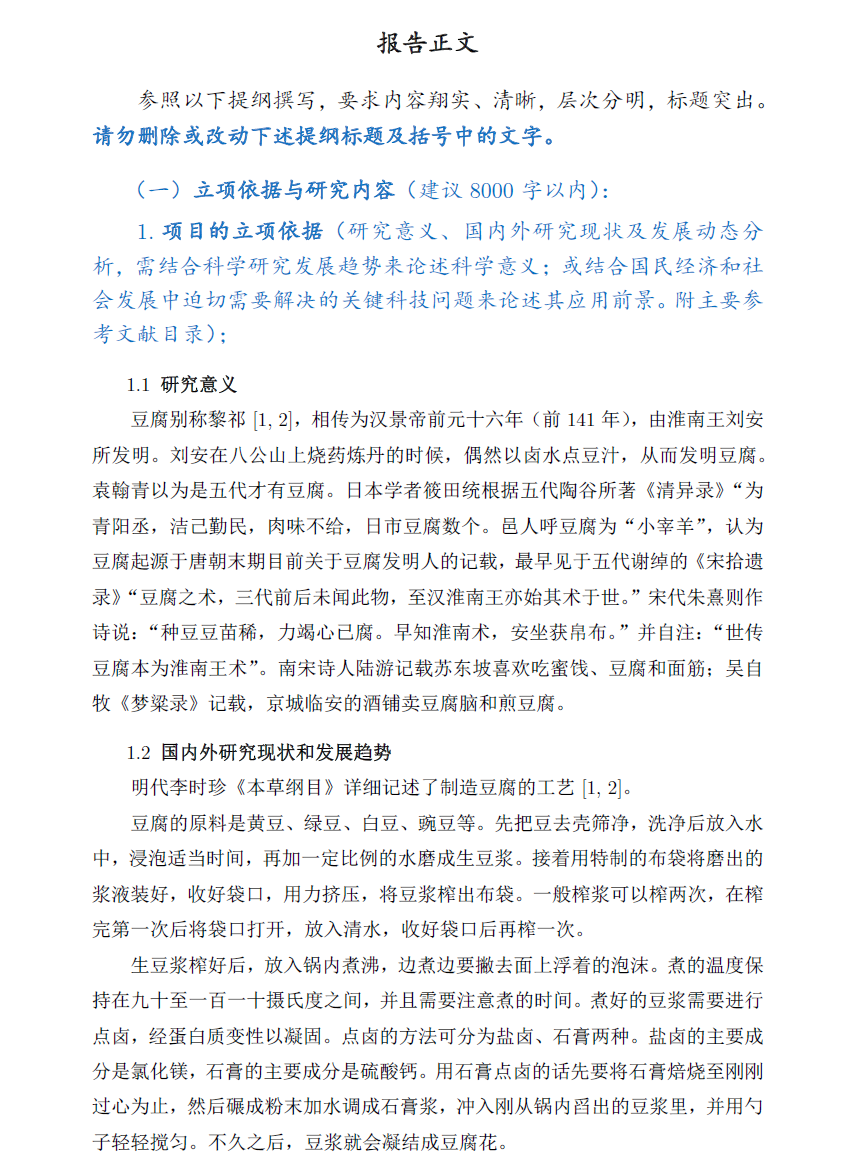 报告正文
参照以下提纲撰写，要求内容翔实、清晰，层次分明，标题突出。
请勿删除或改动下述提纲标题及括号中的文字。
（一）立项依据与研究内容（建议 8000 字以内）：
1. 项目的立项依据（研究意义、国内外研究现状及发展动态分
析，需结合科学研究发展趋势来论述科学意义；或结合国民经济和社
会发展中迫切需要解决的关键科技问题来论述其应用前景。附主要参
考文献目录）；
1.1 研究意义
豆腐别称黎祁 [1, 2]，相传为汉景帝前元十六年（前 141 年），由淮南王刘安
所发明。刘安在八公山上烧药炼丹的时候，偶然以卤水点豆汁，从而发明豆腐。
袁翰青以为是五代才有豆腐。日本学者筱田统根据五代陶谷所著《清异录》“为
青阳丞，洁己勤民，肉味不给，日市豆腐数个。邑人呼豆腐为“小宰羊”，认为
豆腐起源于唐朝末期目前关于豆腐发明人的记载，最早见于五代谢绰的《宋拾遗
录》“豆腐之术，三代前后未闻此物，至汉淮南王亦始其术于世。”宋代朱熹则作
诗说：“种豆豆苗稀，力竭心已腐。早知淮南术，安坐获帛布。”并自注：“世传
豆腐本为淮南王术”。南宋诗人陆游记载苏东坡喜欢吃蜜饯、豆腐和面筋；吴自
牧《梦粱录》记载，京城临安的酒铺卖豆腐脑和煎豆腐。
1.2 国内外研究现状和发展趋势
明代李时珍《本草纲目》详细记述了制造豆腐的工艺 [1, 2]。
豆腐的原料是黄豆、绿豆、白豆、豌豆等。先把豆去壳筛净，洗净后放入水
中，浸泡适当时间，再加一定比例的水磨成生豆浆。接着用特制的布袋将磨出的
浆液装好，收好袋口，用力挤压，将豆浆榨出布袋。一般榨浆可以榨两次，在榨
完第一次后将袋口打开，放入清水，收好袋口后再榨一次。
生豆浆榨好后，放入锅内煮沸，边煮边要撇去面上浮着的泡沫。煮的温度保
持在九十至一百一十摄氏度之间，并且需要注意煮的时间。煮好的豆浆需要进行
点卤，经蛋白质变性以凝固。点卤的方法可分为盐卤、石膏两种。盐卤的主要成
分是氯化镁，石膏的主要成分是硫酸钙。用石膏点卤的话先要将石膏焙烧至刚刚
过心为止，然后碾成粉末加水调成石膏浆，冲入刚从锅内舀出的豆浆里，并用勺
子轻轻搅匀。不久之后，豆浆就会凝结成豆腐花。